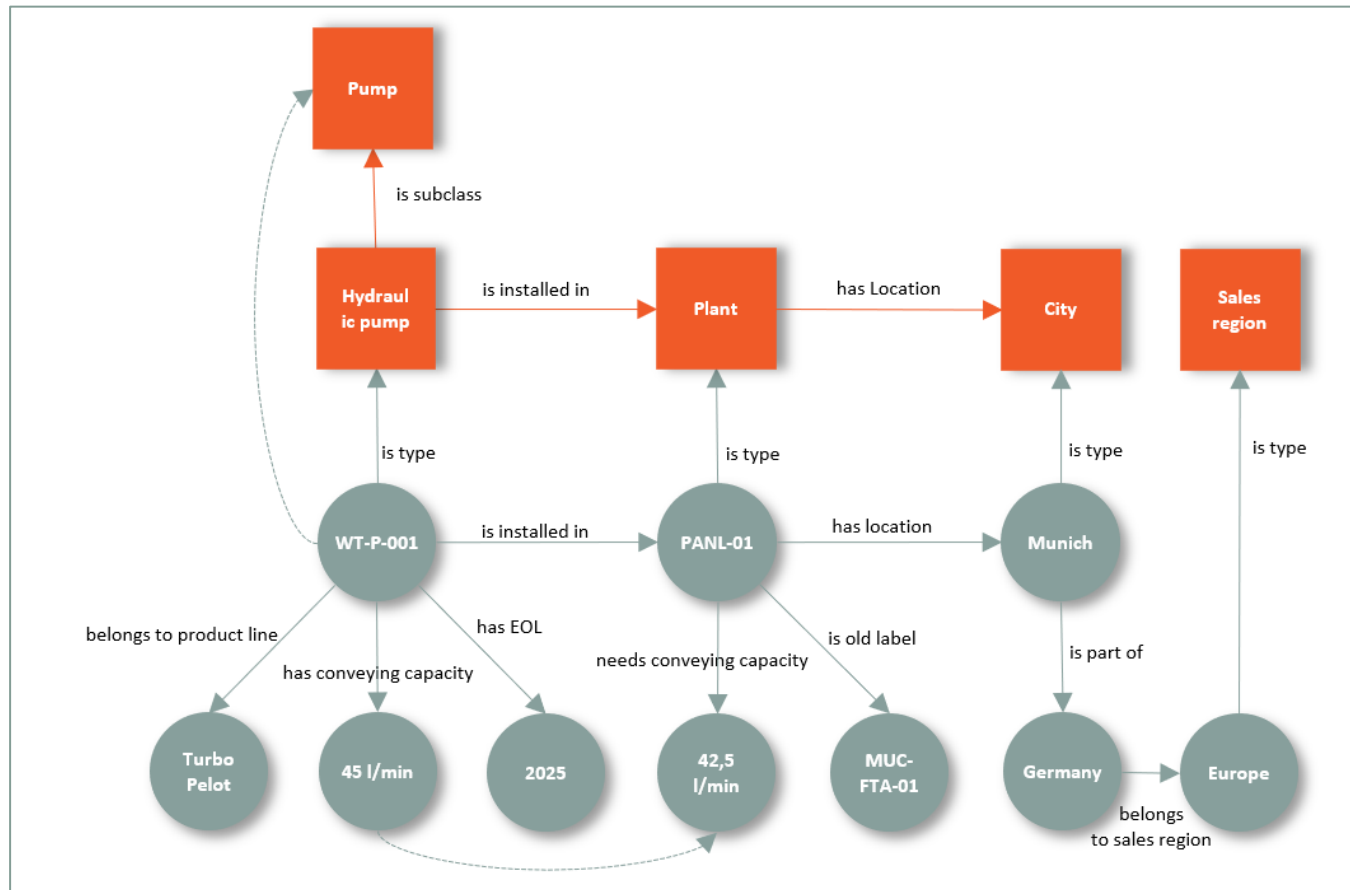 Pump
is subclass
Hydraul
ic pump
is installed in
Plant
has Location
City
Sales
region
is type
is type
is type
is type
WT-P-001
is installed in
PANL-01
has location
Munich
belongs to product line
has conveying capacity
has EOL
needs conveying capacity
is old label
is part of
Turbo
Pelot
45 l/min
2025
42,5
l/min
MUC-
FTA-01
Germany
Europe
belongs
to sales region